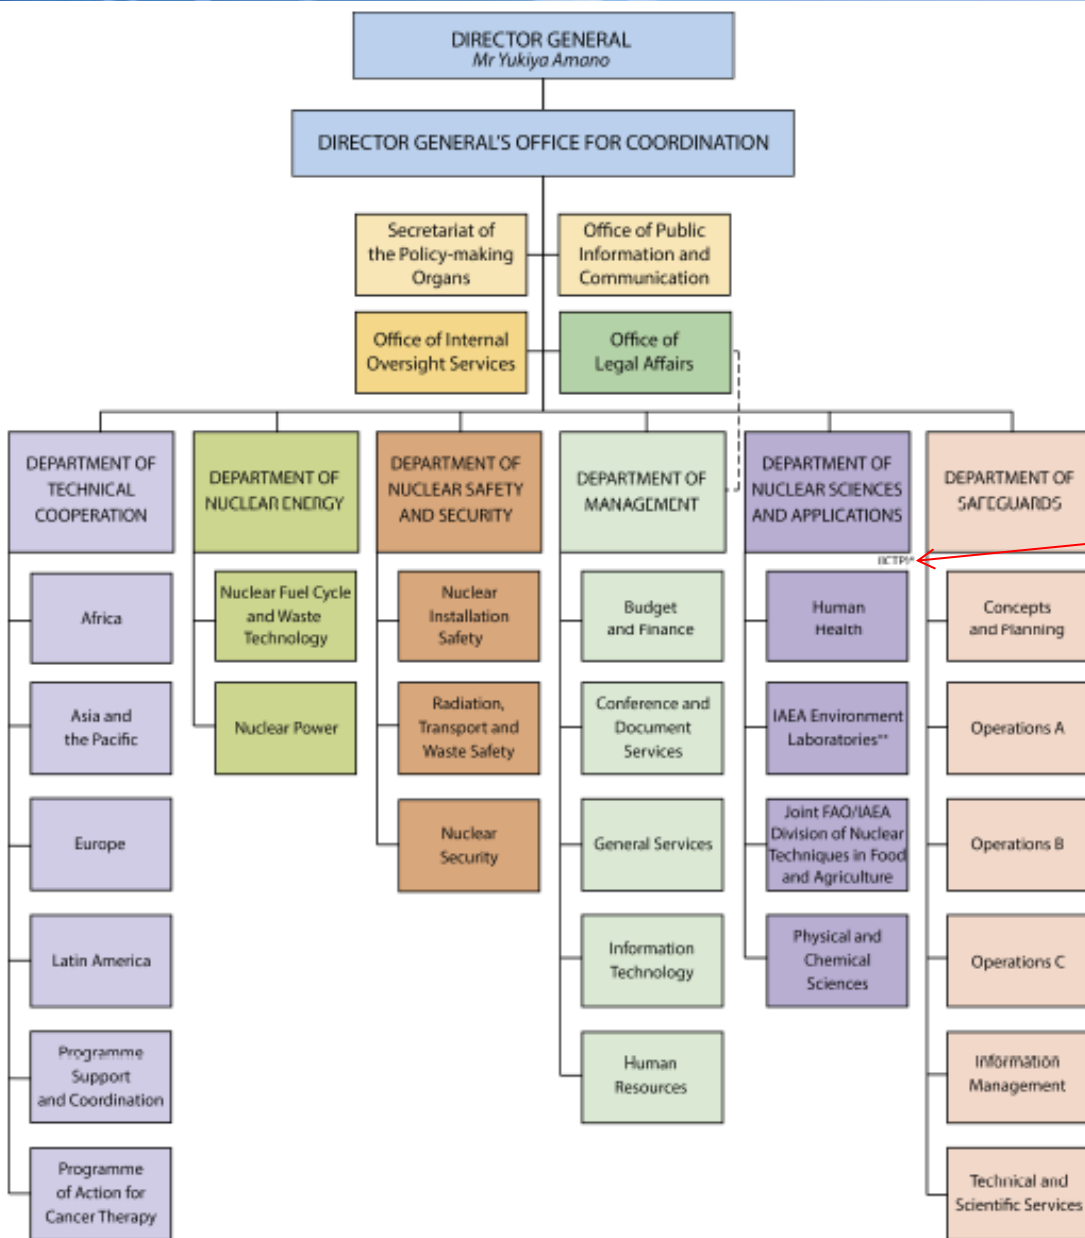 DIRECTOR GENERAL
Mr Yukiya Amano
DIRECTOR GENERAL'S OFFICE FOR COORDINATION
Secretariat of
the Policy-making
Organs
Office of Public
Information and
Communication
Office of Internal
Oversight Services
Office of
Legal Affairs
DEPARTMENT OF
TECHNICAL
COOPERATION
DEPARTMENT OF
NUCLEAR ENERGY
DEPARTMENT OF
NUCLEAR SAFETY
AND SECURITY
DEPARTMENT OF
MANAGEMENT
DEPARTMENT OF
NUCLEAR SCIENCES
AND APPLICATIONS
DEPARTMENT OF
SAFEGUARDS
(ICTP)*
Africa
Asia and
the Pacific
Europe
Latin America
Programme
Support
and Coordination
Programme
of Action for
Cancer Therapy
Nuclear Fuel Cycle
and Waste
Technology
Nuclear Power
Nuclear
Installation
Safety
Radiation,
Transport and
Waste Safety
Nuclear
Security
Budget
and Finance
Conference and
Document
Services
General Services
Information
Technology
Human
Resources
Human
Health
IAEA Environment
Laboratories**
Joint FAO/IAEA
Division of Nuclear
Techniques in Food
and Agriculture
Physical and
Chemical
Sciences
Concepts
and Planning
Operations A
Operations B
Operations C
Information
Management
Technical and
Scientific Services